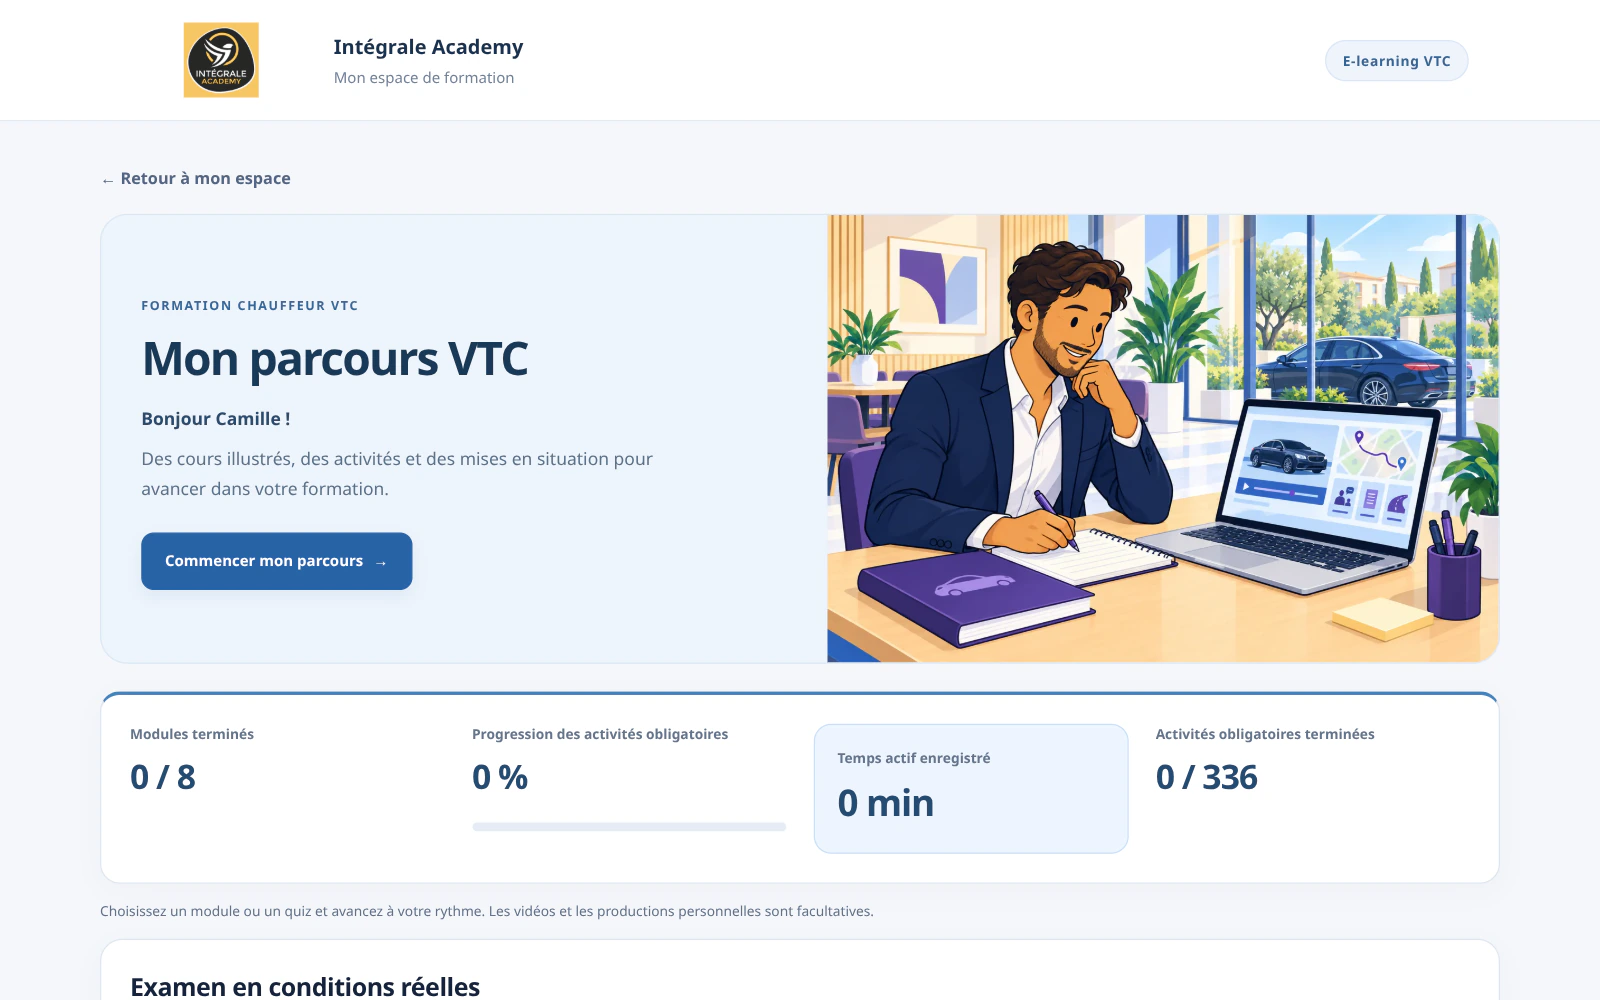 INTÉGRALE
ACADEMY
Intégrale Academy
Mon espace de formation
E-learning VTC
← Retour à mon espace
FORMATION CHAUFFEUR VTC
Mon parcours VTC
Bonjour Camille !
Des cours illustrés, des activités et des mises en situation pour
avancer dans votre formation.
Commencer mon parcours →
Modules terminés
0 / 8
Progression des activités obligatoires
0 %
Temps actif enregistré
0 min
Activités obligatoires terminées
0 / 336
Choisissez un module ou un quiz et avancez à votre rythme. Les vidéos et les productions personnelles sont facultatives.
Examen en conditions réelles